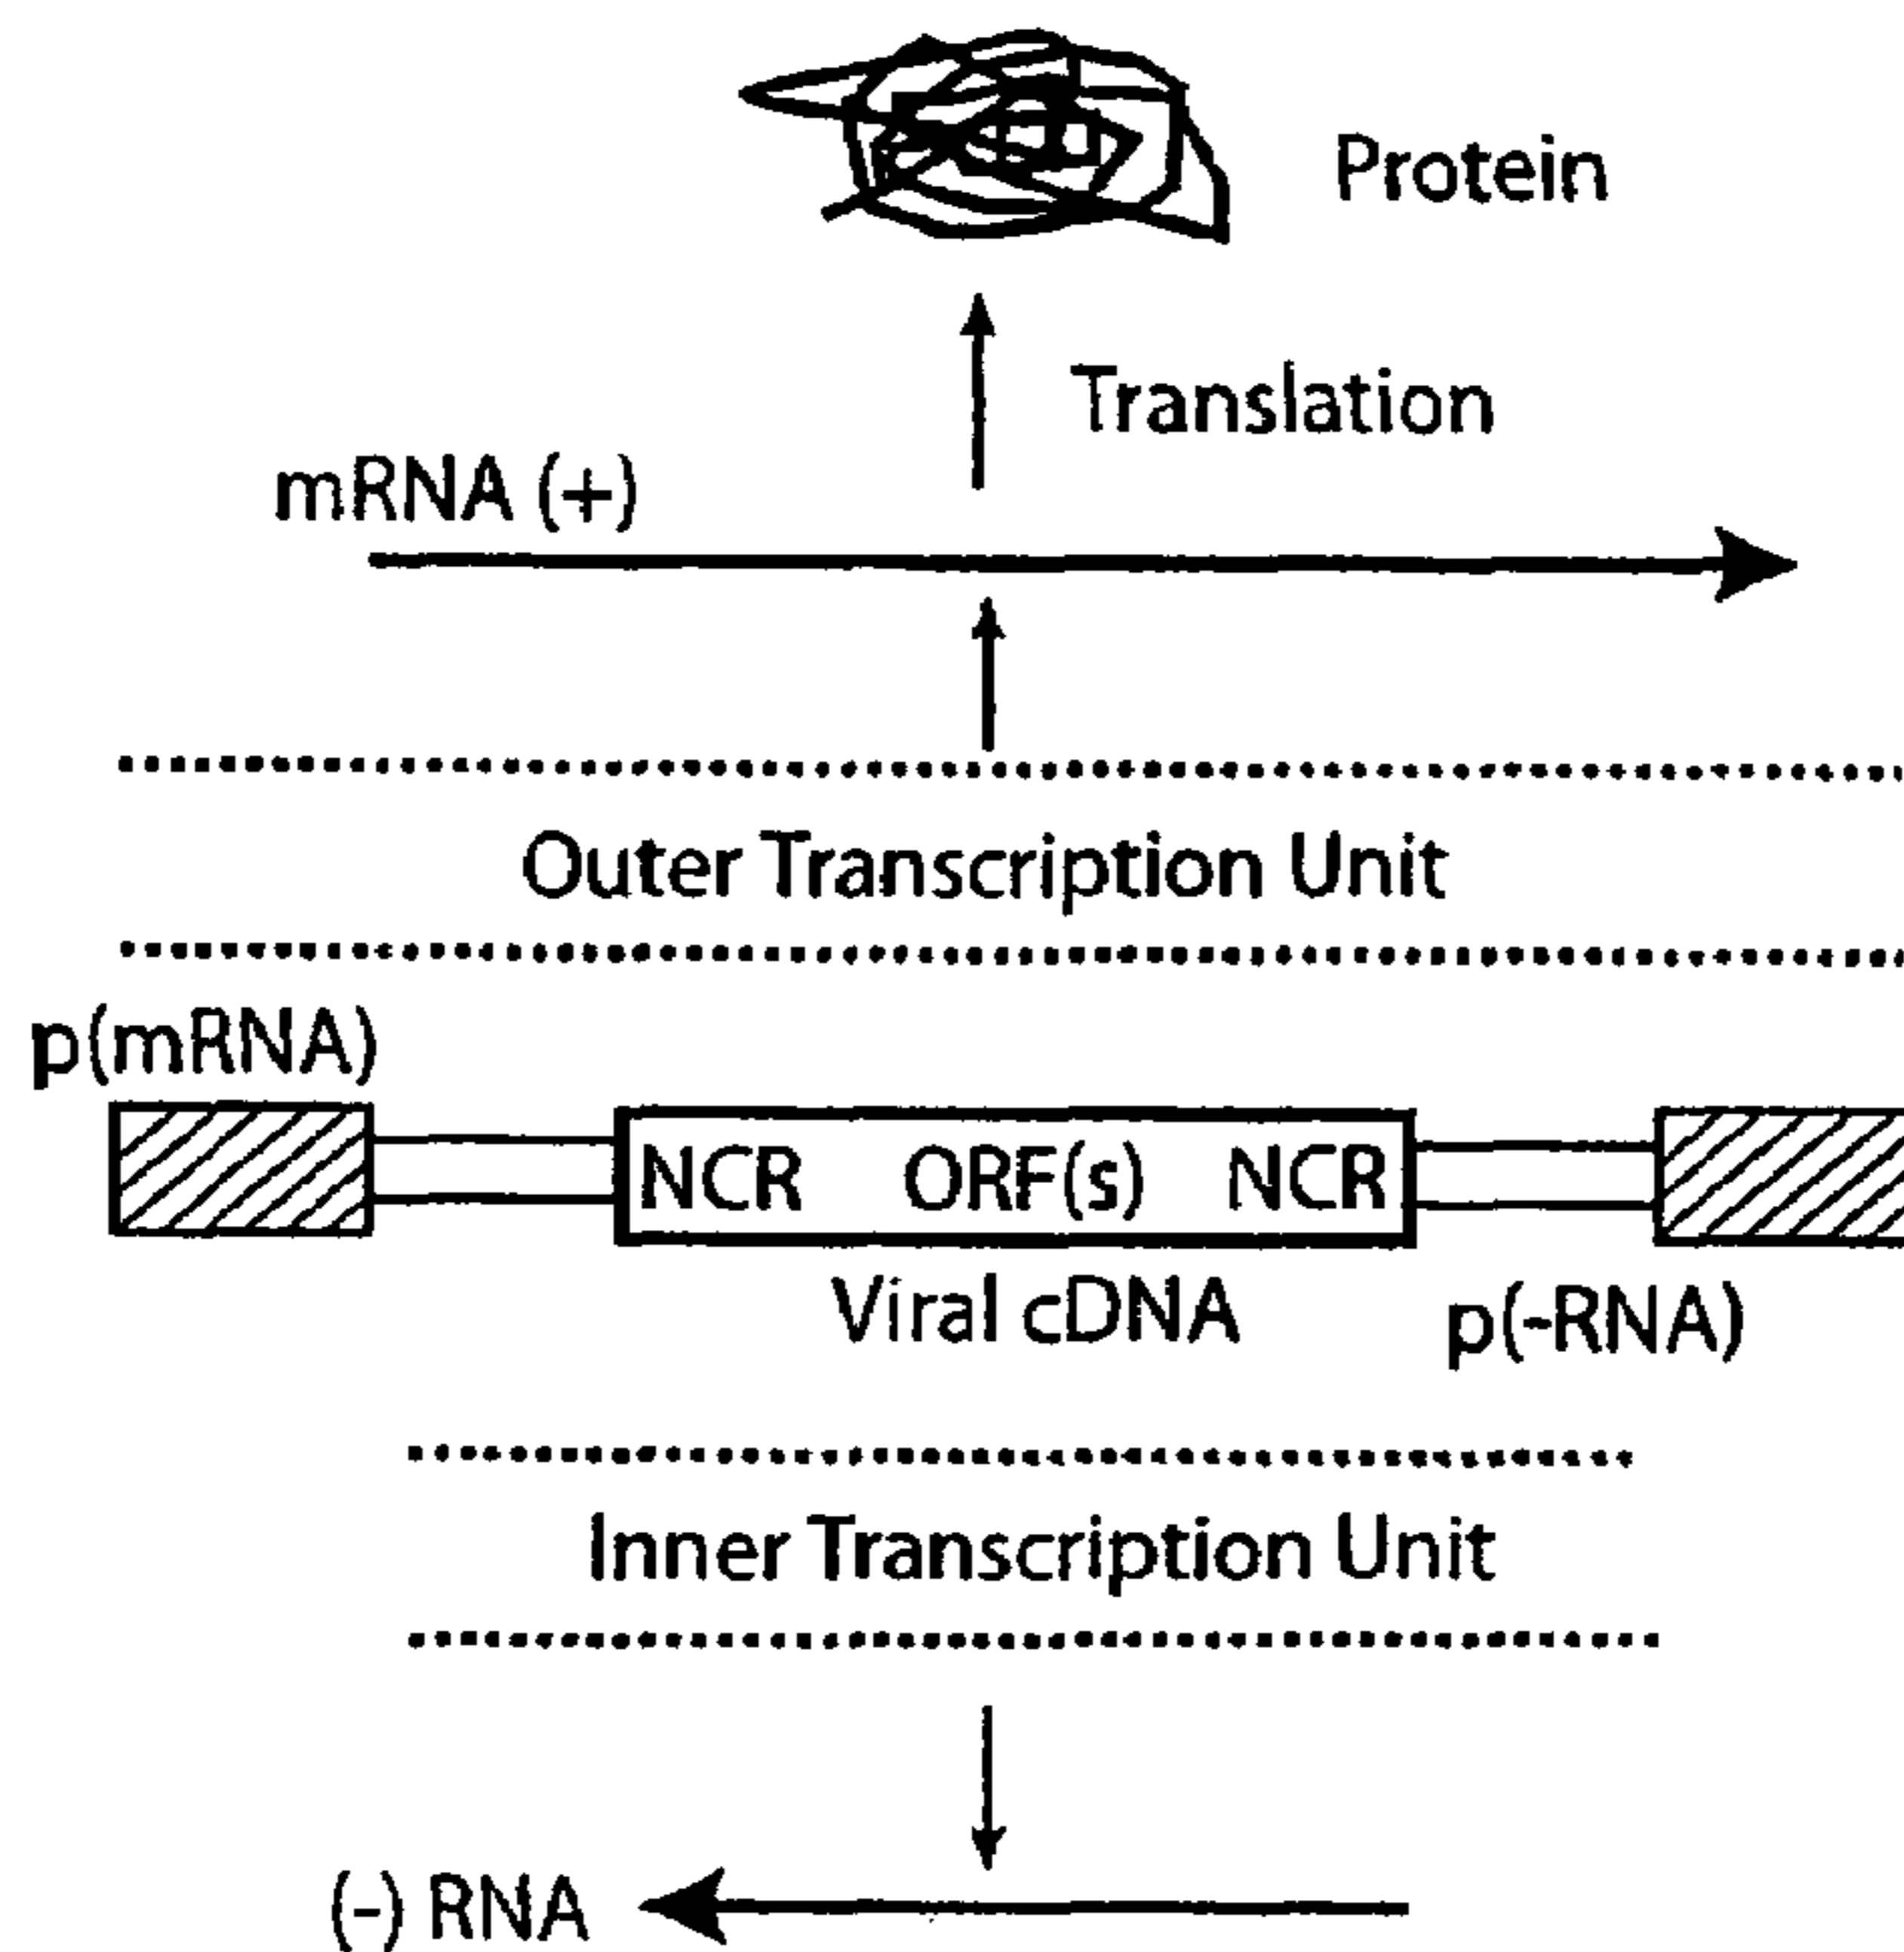 Protein
Translation
mRNA (+)
Outer Transcription Unit
p(mRNA)
NCR ORF(s) NCR
Viral cDNA
p(-RNA)
Inner Transcription Unit
(-) RNA